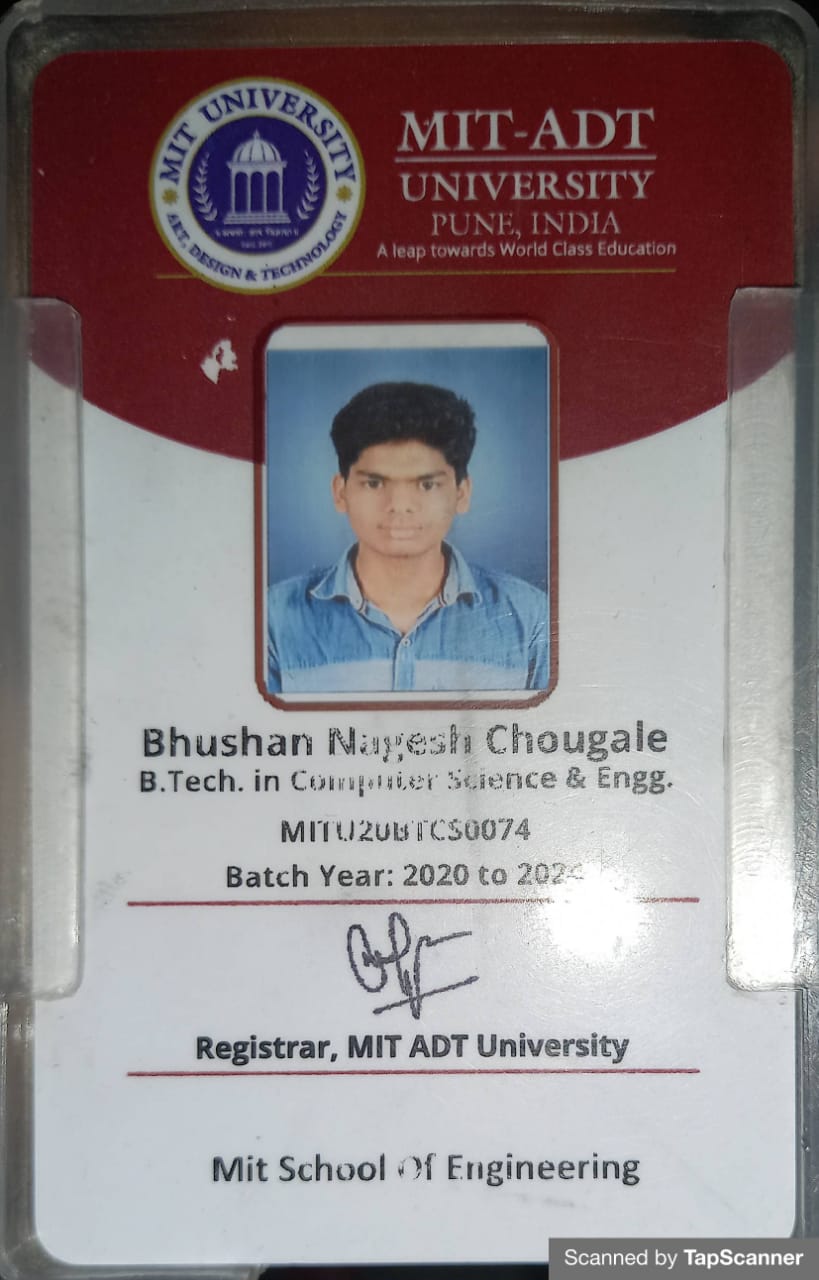 MIT UNIVERSITY
ART, DESIGN & TECHNOLOGY
MIT-ADT
UNIVERSITY
PUNE, INDIA
A leap towards World Class Education
Bhushan Nagesh Chougale
B.Tech. in Computer Science & Engg.
MITU20BTCS0074
Batch Year: 2020 to 2024
Registrar, MIT ADT University
Mit School Of Engineering
Scanned by TapScanner